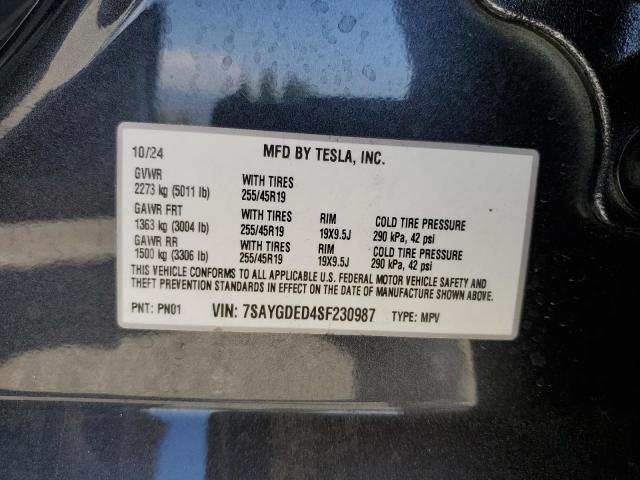 10/24 MFD BY TESLA, INC.
GVWR
2273 kg (5011 lb) WITH TIRES 255/45R19
GAWR FRT
1363 kg (3004 lb) WITH TIRES 255/45R19 RIM 19X9.5J COLD TIRE PRESSURE 290 kPa, 42 psi
GAWR RR
1500 kg (3306 lb) WITH TIRES 255/45R19 RIM 19X9.5J COLD TIRE PRESSURE 290 kPa, 42 psi
THIS VEHICLE CONFORMS TO ALL APPLICABLE U.S. FEDERAL MOTOR VEHICLE SAFETY AND
THEFT PREVENTION STANDARDS IN EFFECT ON THE DATE OF MANUFACTURE SHOWN ABOVE.
PNT: PN01 VIN: 7SAYGDED4SF230987 TYPE: MPV